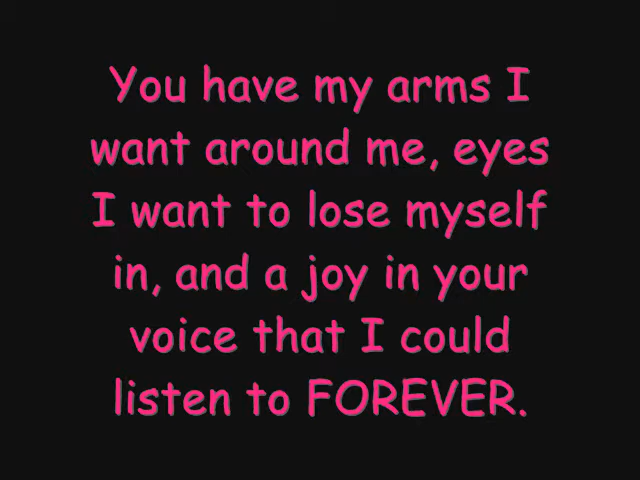 You have my arms I
want around me, eyes
I want to lose myself
in, and a joy in your
voice that I could
listen to FOREVER.